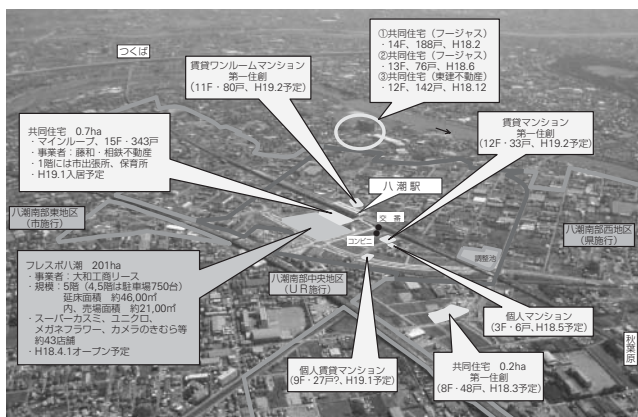 つくば
賃貸ワンルームマンション
第一住創
(11F・80戸、H19.2予定)
①共同住宅(フージャス)
・14F、188戸、H18.2
②共同住宅(フージャス)
・13F、76戸、H18.6
③共同住宅(東建不動産)
・12F、142戸、H18.12
賃貸マンション
第一住創
(12F・33戸、H19.2予定)
共同住宅 0.7ha
・マインループ、15F・343戸
・事業者:藤和・相鉄不動産
・1階には市出張所、保育所
・H19.1入居予定
八潮駅
交番
コンビニ
八潮南部東地区
(市施行)
八潮南部西地区
(県施行)
調整池
フレスポ八潮 201ha
・事業者:大和工商リース
・規模:5階(4,5階は駐車場750台)
延床面積 約46,00㎡
内、売場面積 約21,00㎡
・スーパーカスミ、ユニクロ、
メガネフラワー、カメラのきむら等
約43店舗
・H18.4.1オープン予定
八潮南部中央地区
(UR施行)
個人マンション
(3F・6戸、H18.5予定)
個人賃貸マンション
(9F・27戸?、H19.1予定)
共同住宅 0.2ha
第一住創
(8F・48戸、H18.3予定)
秋葉原